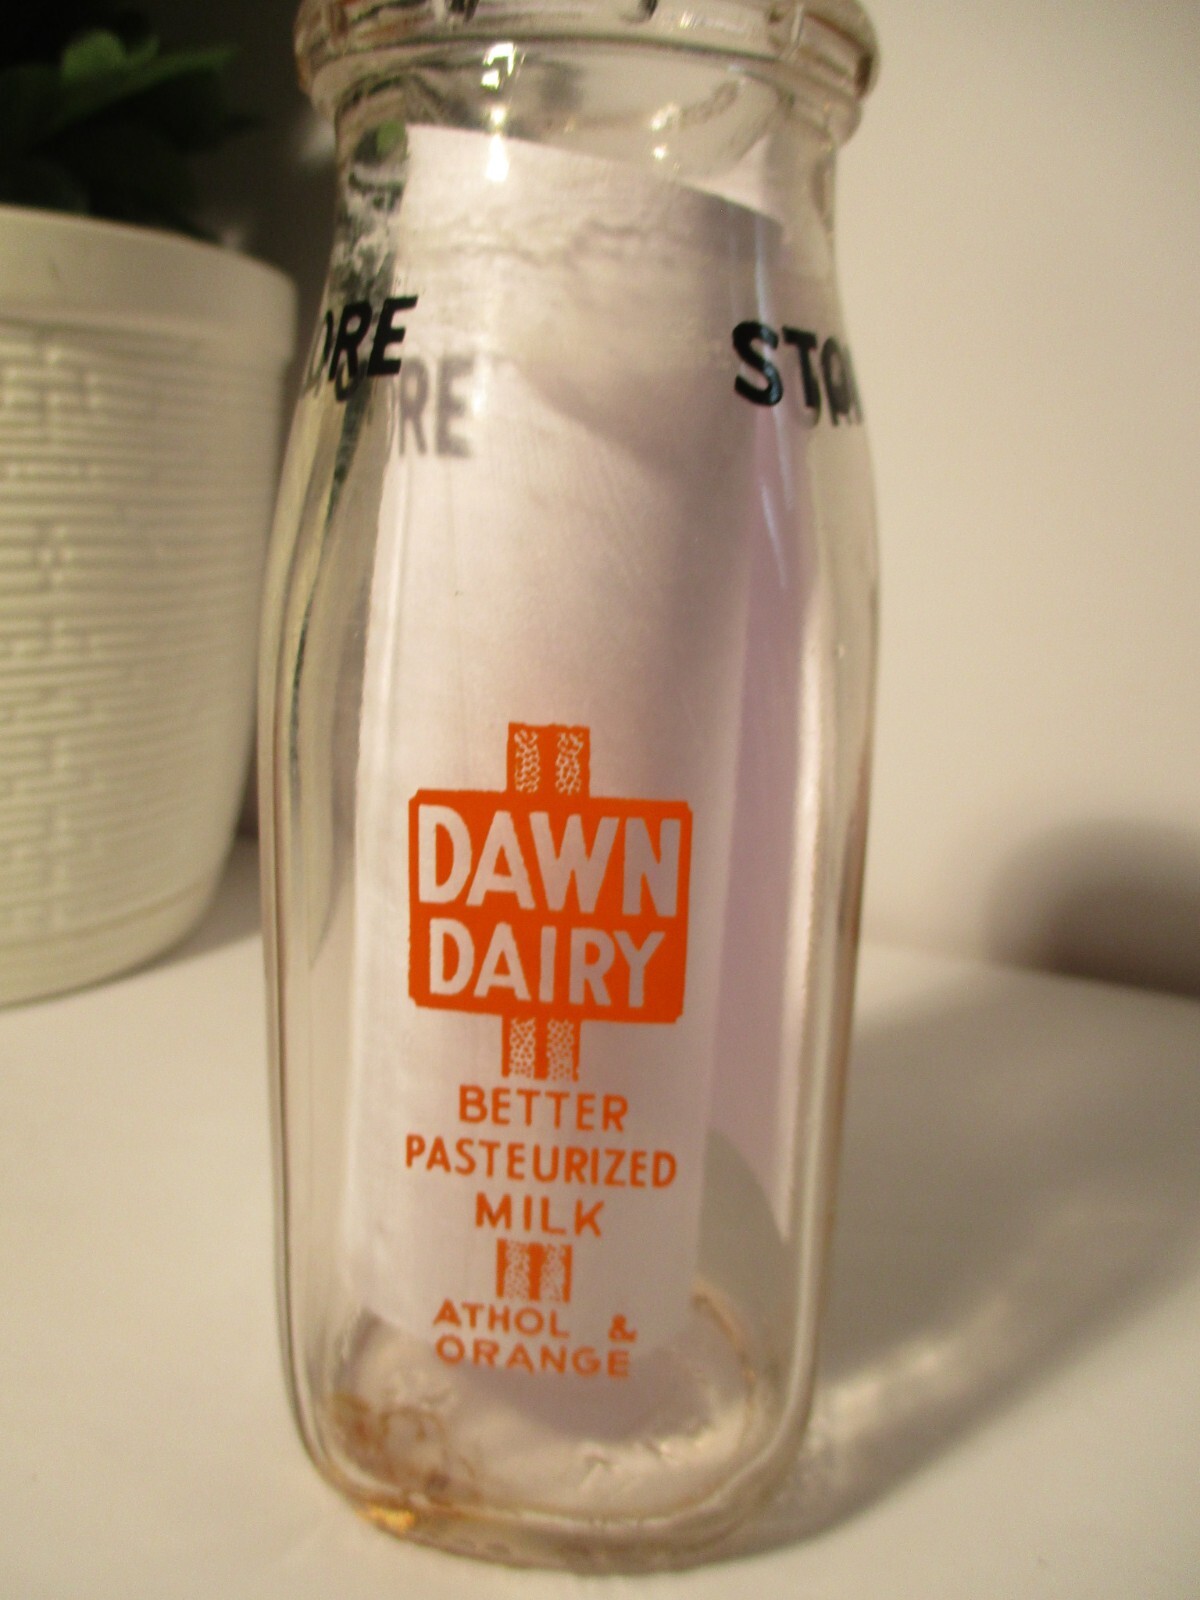 DAWN
DAIRY
BETTER
PASTEURIZED
MILK
ATHOL &
ORANGE